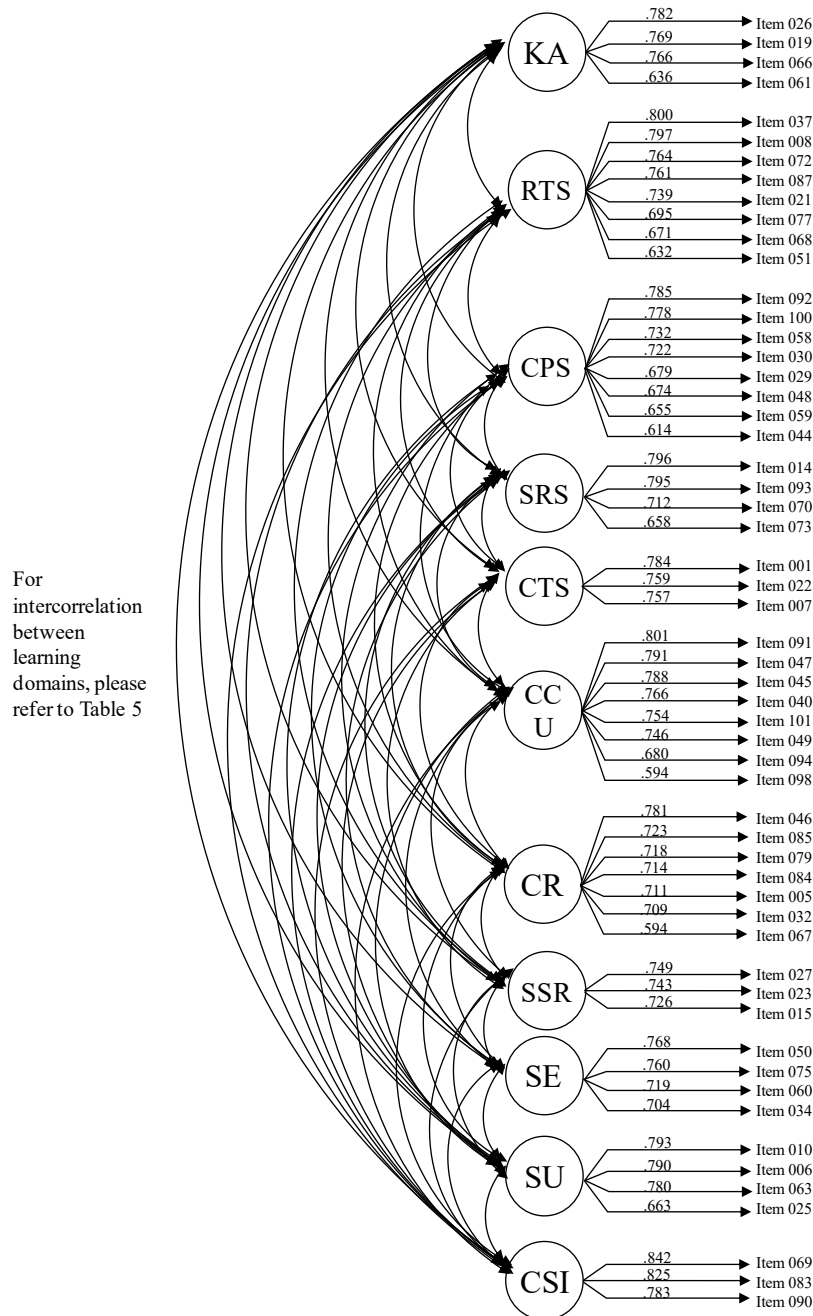 .782 Item 026
KA .769 Item 019
.766 Item 066
.636 Item 061
.800 Item 037
.797 Item 008
.764 Item 072
RTS .761 Item 087
.739 Item 021
.695 Item 077
.671 Item 068
.632 Item 051
.785 Item 092
.778 Item 100
.732 Item 058
CPS .722 Item 030
.679 Item 029
.674 Item 048
.655 Item 059
.614 Item 044
.796 Item 014
SRS .795 Item 093
.712 Item 070
.658 Item 073
For
intercorrelation
between
learning
domains, please
refer to Table 5
.784 Item 001
CTS .759 Item 022
.757 Item 007
.801 Item 091
.791 Item 047
.788 Item 045
CC .766 Item 040
U .754 Item 101
.746 Item 049
.680 Item 094
.594 Item 098
.781 Item 046
.723 Item 085
.718 Item 079
CR .714 Item 084
.711 Item 005
.709 Item 032
.594 Item 067
.749 Item 027
SSR .743 Item 023
.726 Item 015
.768 Item 050
SE .760 Item 075
.719 Item 060
.704 Item 034
.793 Item 010
SU .790 Item 006
.780 Item 063
.663 Item 025
.842 Item 069
CSI .825 Item 083
.783 Item 090